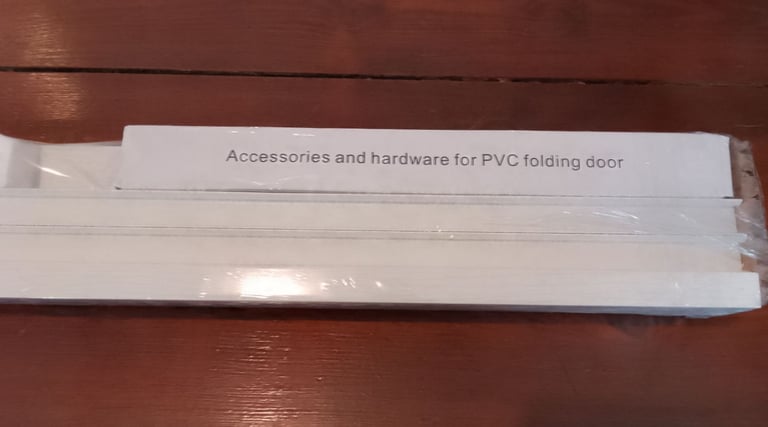 Accessories and hardware for PVC folding door